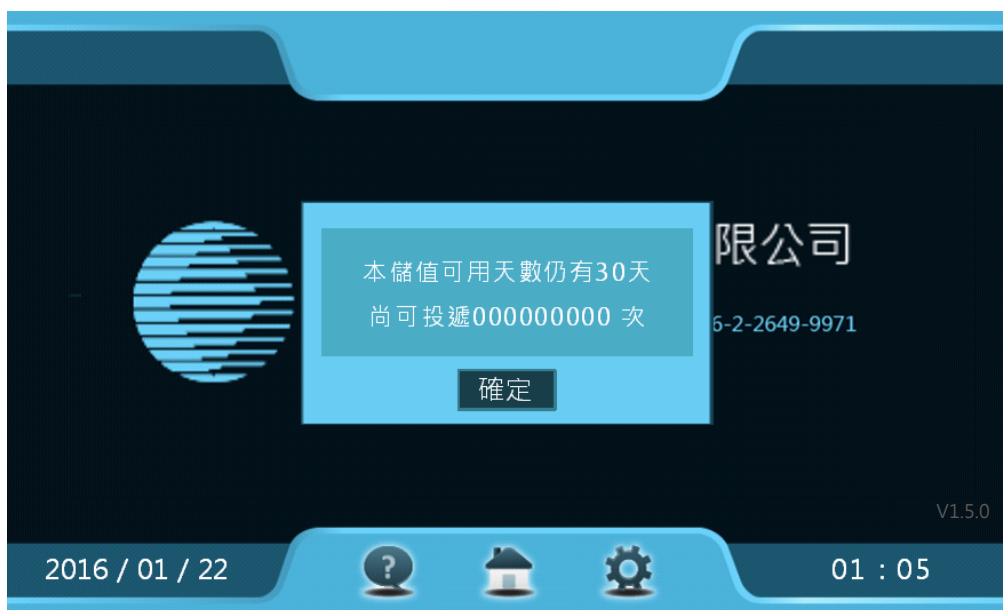 本儲值可用天數仍有30天
尚可投遞000000000 次
確定
限公司
6-2-2649-9971
V1.5.0
2016 / 01 / 22
01 : 05